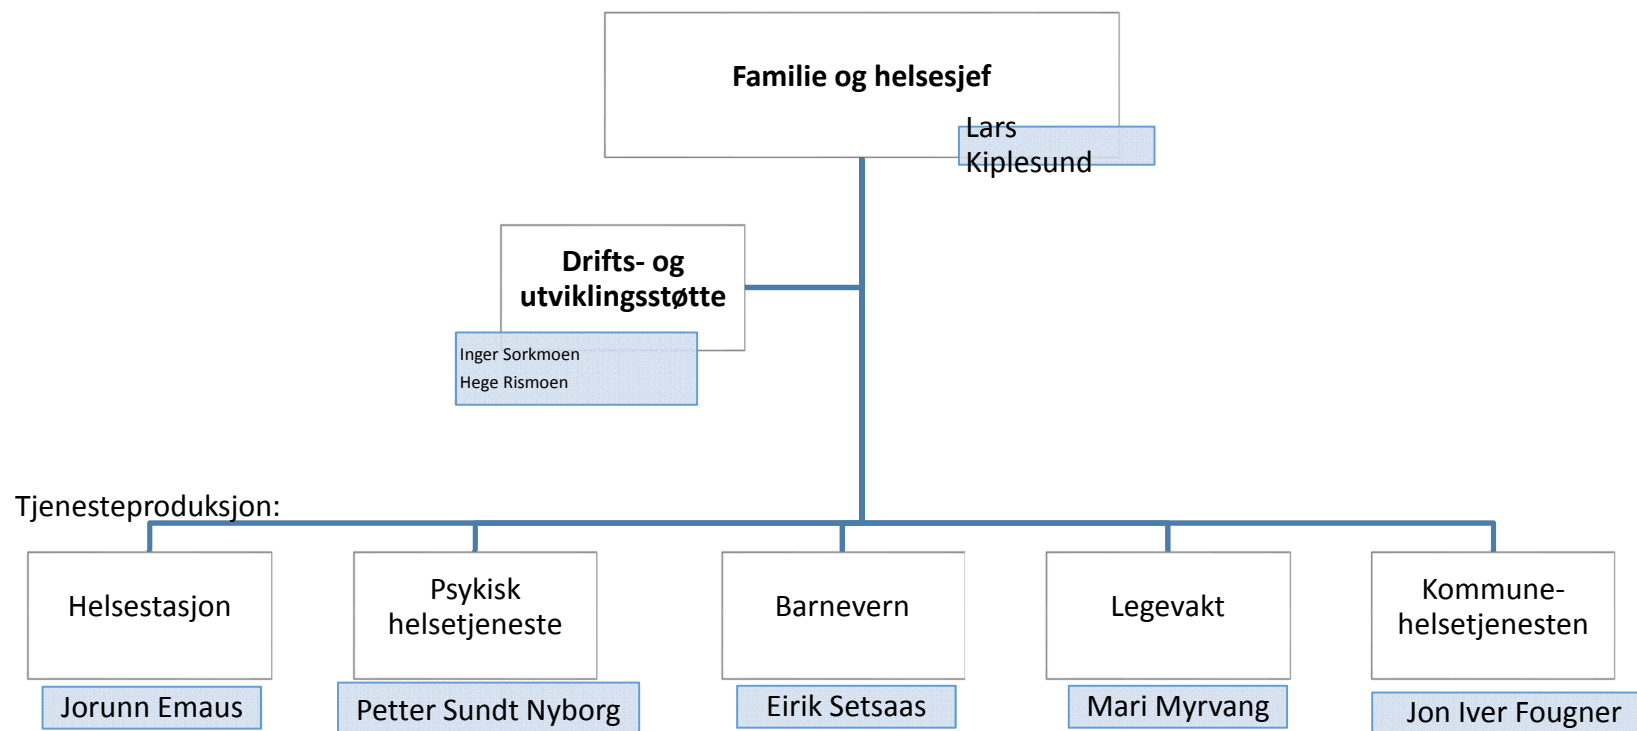 Familie og helsesjef
Lars
Kiplesund
Drifts- og
utviklingsstøtte
Inger Sorkmoen
Hege Rismoen
Tjenesteproduksjon:
Helsestasjon
Jorunn Emaus
Psykisk
helsetjeneste
Petter Sundt Nyborg
Barnevern
Eirik Setsaas
Legevakt
Mari Myrvang
Kommune-
helsetjenesten
Jon Iver Fougner